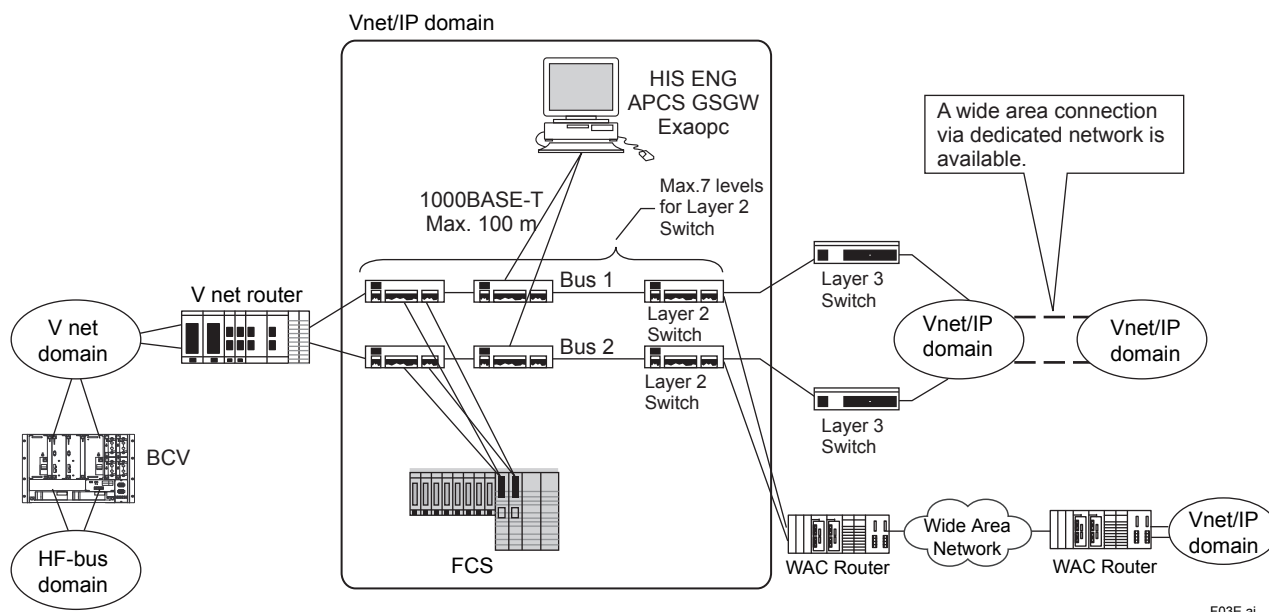 Vnet/IP domain
HIS ENG
APCS GSGW
Exaopc
A wide area connection
via dedicated network is
available.
1000BASE-T
Max. 100 m
Max.7 levels
for Layer 2
Switch
V net router
Bus 1
Layer 3
Switch
V net
domain
Layer 2
Switch
Vnet/IP
domain
Vnet/IP
domain
Bus 2
Layer 2
Switch
Layer 3
Switch
BCV
HF-bus
domain
FCS
WAC Router
Wide Area
Network
WAC Router
Vnet/IP
domain
F03E.ai